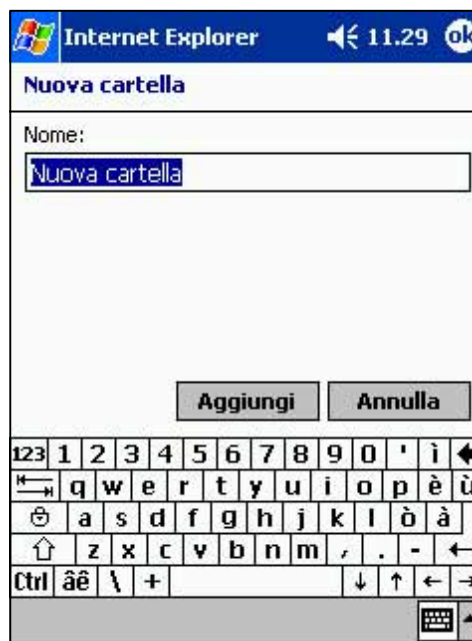 Internet Explorer 11.29 ok
Nuova cartella
Nome:
Nuova cartella
Aggiungi Annulla
123 1 2 3 4 5 6 7 8 9 0 ' ì
q w e r t y u i o p è ù
a s d f g h j k l ò à
z x c v b n m , . -
Ctrl âê \ +